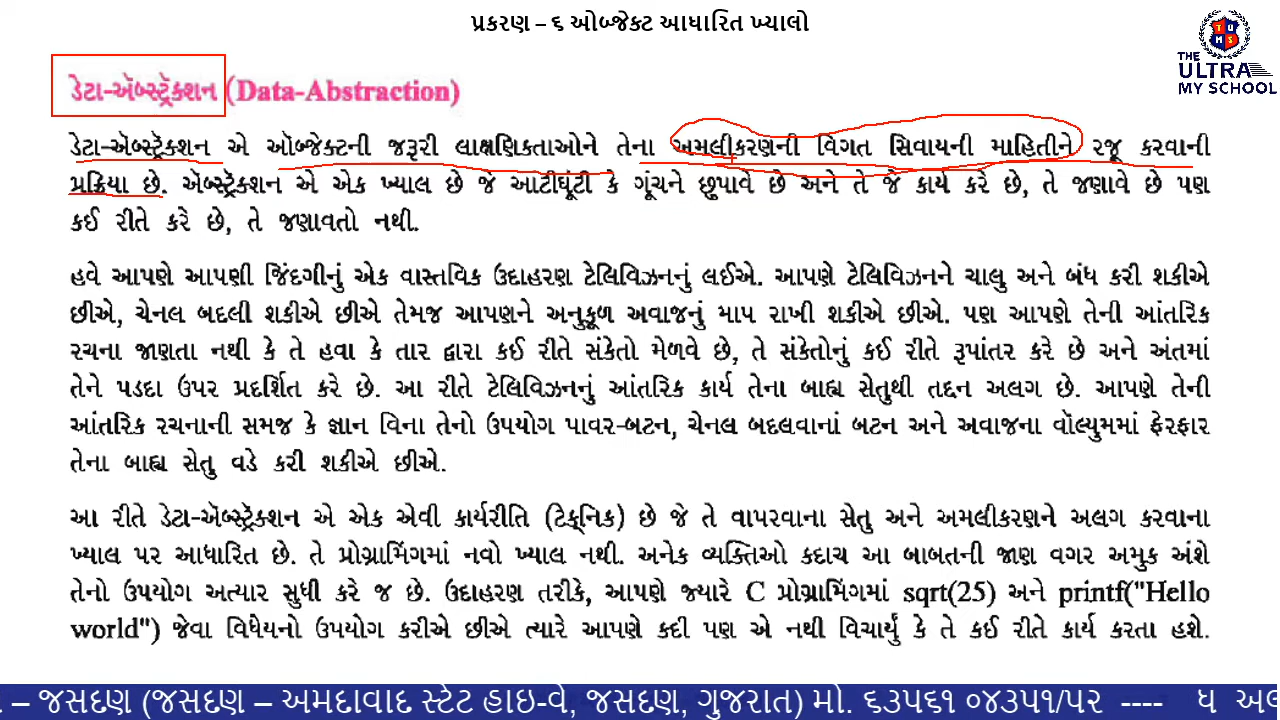 પ્રકરણ – ૬ ઓબ્જેક્ટ આધારિત ખ્યાલો
TUMS
THE
ULTRA
MY SCHOOL
ડેટા-ઍબ્સ્ટ્રૅક્શન (Data-Abstraction)
ડેટા-ઍબ્સ્ટ્રૅક્શન એ ઑબ્જેક્ટની જરૂરી લાક્ષણિકતાઓને તેના અમલીકરણની વિગત સિવાયની માહિતીને રજૂ કરવાની
પ્રક્રિયા છે. ઍબ્સ્ટ્રૅક્શન એ એક ખ્યાલ છે જે આટીઘૂંટી કે ગૂંચને છુપાવે છે અને તે જે કાર્ય કરે છે, તે જણાવે છે પણ
કઈ રીતે કરે છે, તે જણાવતો નથી.
હવે આપણે આપણી જિંદગીનું એક વાસ્તવિક ઉદાહરણ ટેલિવિઝનનું લઈએ. આપણે ટેલિવિઝનને ચાલુ અને બંધ કરી શકીએ
છીએ, ચેનલ બદલી શકીએ છીએ તેમજ આપણને અનુકૂળ અવાજનું માપ રાખી શકીએ છીએ. પણ આપણે તેની આંતરિક
રચના જાણતા નથી કે તે હવા કે તાર દ્વારા કઈ રીતે સંકેતો મેળવે છે, તે સંકેતોનું કઈ રીતે રૂપાંતર કરે છે અને અંતમાં
તેને પડદા ઉપર પ્રદર્શિત કરે છે. આ રીતે ટેલિવિઝનનું આંતરિક કાર્ય તેના બાહ્ય સેતુથી તદ્દન અલગ છે. આપણે તેની
આંતરિક રચનાની સમજ કે જ્ઞાન વિના તેનો ઉપયોગ પાવર-બટન, ચેનલ બદલવાનાં બટન અને અવાજના વૉલ્યુમમાં ફેરફાર
તેના બાહ્ય સેતુ વડે કરી શકીએ છીએ.
આ રીતે ડેટા-ઍબ્સ્ટ્રૅક્શન એ એક એવી કાર્યરીતિ (ટેક્નિક) છે જે તે વાપરવાના સેતુ અને અમલીકરણને અલગ કરવાના
ખ્યાલ પર આધારિત છે. તે પ્રોગ્રામિંગમાં નવો ખ્યાલ નથી. અનેક વ્યક્તિઓ કદાચ આ બાબતની જાણ વગર અમુક અંશે
તેનો ઉપયોગ અત્યાર સુધી કરે જ છે. ઉદાહરણ તરીકે, આપણે જ્યારે C પ્રોગ્રામિંગમાં sqrt(25) અને printf("Hello
world") જેવા વિધેયનો ઉપયોગ કરીએ છીએ ત્યારે આપણે ક્દી પણ એ નથી વિચાર્યું કે તે કઈ રીતે કાર્ય કરતા હશે.
– જસદણ (જસદણ – અમદાવાદ સ્ટેટ હાઇ-વે, જસદણ, ગુજરાત) મો. ૬૩૫૬૧ ૦૪૩૫૧/૫૨ ---- ધ અલ